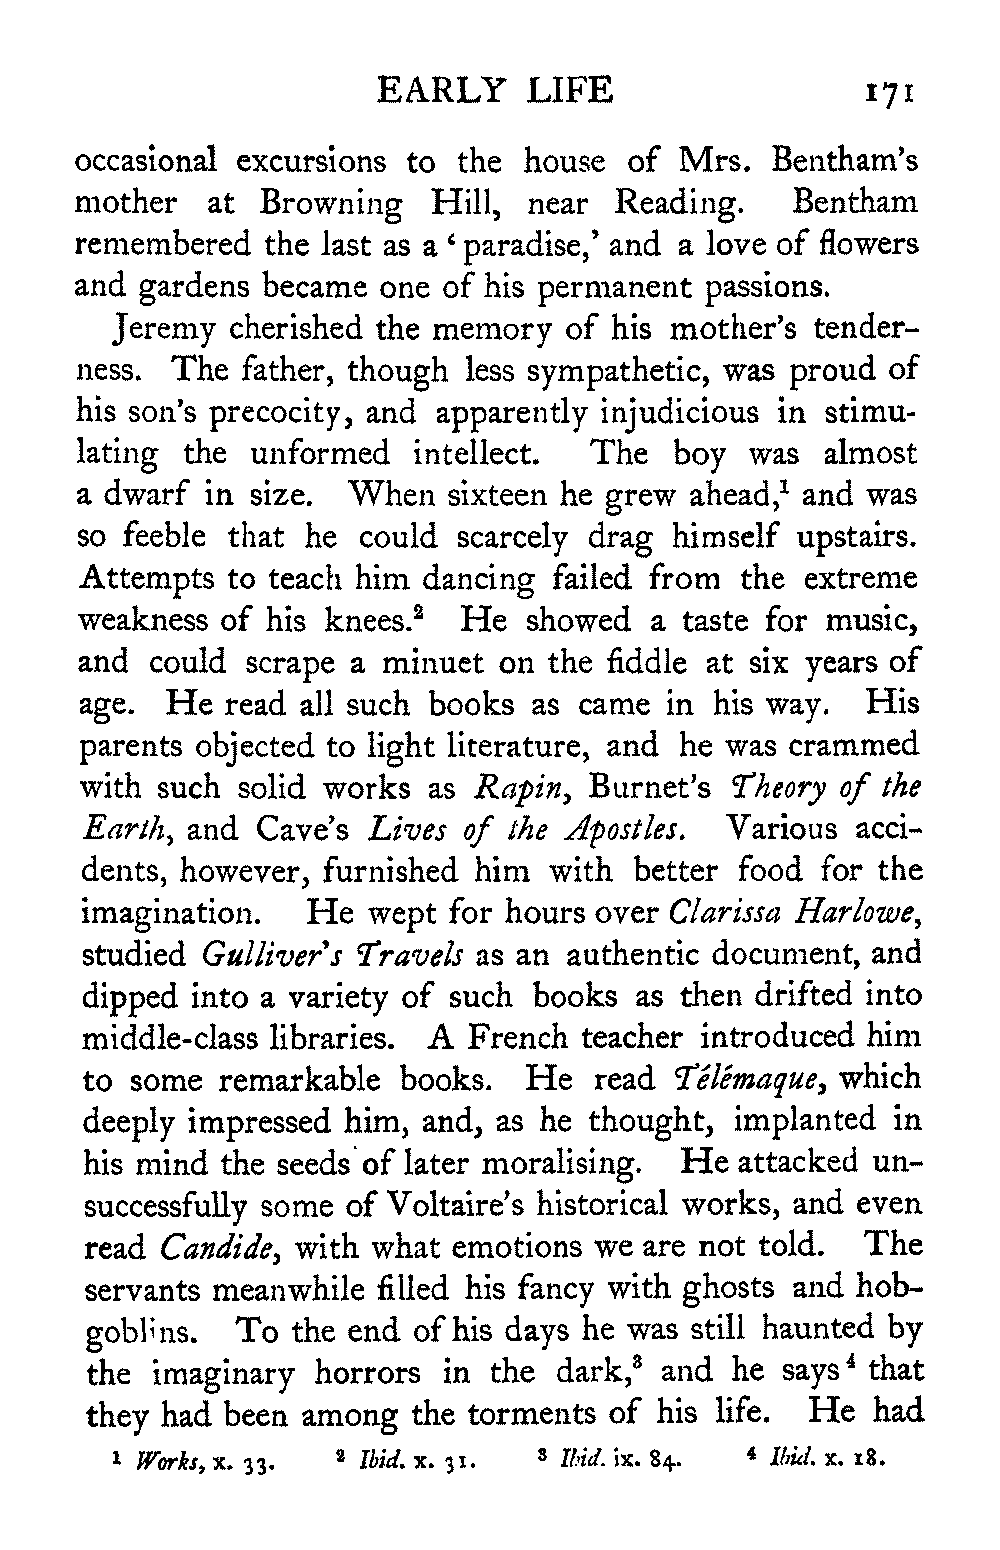 EARLY LIFE 171
occasional excursions to the house of Mrs. Bentham's
mother at Browning Hill, near Reading. Bentham
remembered the last as a ‘paradise,’ and a love of flowers
and gardens became one of his permanent passions.
Jeremy cherished the memory of his mother's tender-
ness. The father, though less sympathetic, was proud of
his son's precocity, and apparently injudicious in stimu-
lating the unformed intellect. The boy was almost
a dwarf in size. When sixteen he grew ahead,¹ and was
so feeble that he could scarcely drag himself upstairs.
Attempts to teach him dancing failed from the extreme
weakness of his knees.² He showed a taste for music,
and could scrape a minuet on the fiddle at six years of
age. He read all such books as came in his way. His
parents objected to light literature, and he was crammed
with such solid works as Rapin, Burnet's Theory of the
Earth, and Cave's Lives of the Apostles. Various acci-
dents, however, furnished him with better food for the
imagination. He wept for hours over Clarissa Harlowe,
studied Gulliver's Travels as an authentic document, and
dipped into a variety of such books as then drifted into
middle-class libraries. A French teacher introduced him
to some remarkable books. He read Télémaque, which
deeply impressed him, and, as he thought, implanted in
his mind the seeds of later moralising. He attacked un-
successfully some of Voltaire's historical works, and even
read Candide, with what emotions we are not told. The
servants meanwhile filled his fancy with ghosts and hob-
goblins. To the end of his days he was still haunted by
the imaginary horrors in the dark,³ and he says⁴ that
they had been among the torments of his life. He had
¹ Works, x. 33. ² Ibid. x. 31. ³ Ibid. ix. 84. ⁴ Ibid. x. 18.